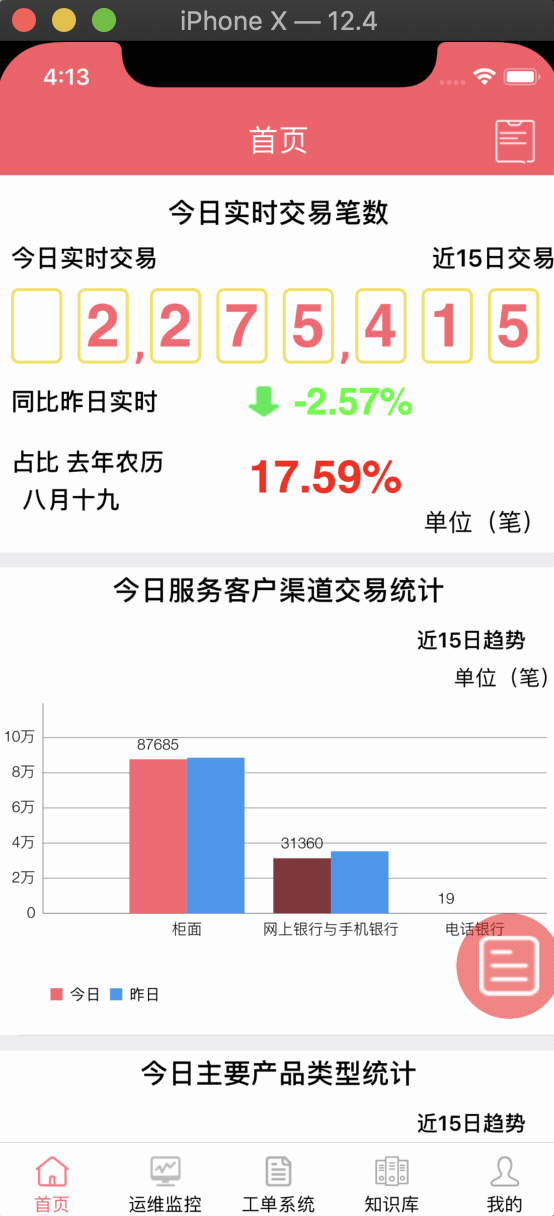 iPhone X — 12.4
4:13
首页
今日实时交易笔数
今日实时交易 近15日交易
2,275,415
同比昨日实时 -2.57%
占比 去年农历
八月十九
17.59%
单位（笔）
今日服务客户渠道交易统计
近15日趋势
单位（笔）
10万
8万
6万
4万
2万
0
87685
31360
19
柜面 网上银行与手机银行 电话银行
今日 昨日
今日主要产品类型统计
近15日趋势
首页 运维监控 工单系统 知识库 我的